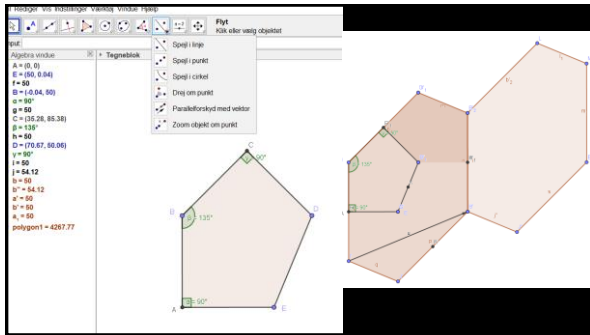 Rediger Vis Indstillinger Værktøj Vindue Hjælp
Flyt
Klik eller vælg objektet
Input:
Algebra vindue
Tegneblok
Spejl i linje
Spejl i punkt
Spejl i cirkel
Drej om punkt
Parallelforskyd med vektor
Zoom objekt om punkt
A = (0, 0)
E = (50, 0.04)
f = 50
B = (-0.04, 50)
α = 90°
g = 50
C = (35.28, 85.38)
β = 135°
h = 50
D = (70.67, 50.06)
γ = 90°
i = 50
j = 54.12
b = 50
b'' = 54.12
a' = 50
b' = 50
a₁ = 50
polygon1 = 4267.77
C
γ = 90°
B
β = 135°
D
α = 90°
A
E